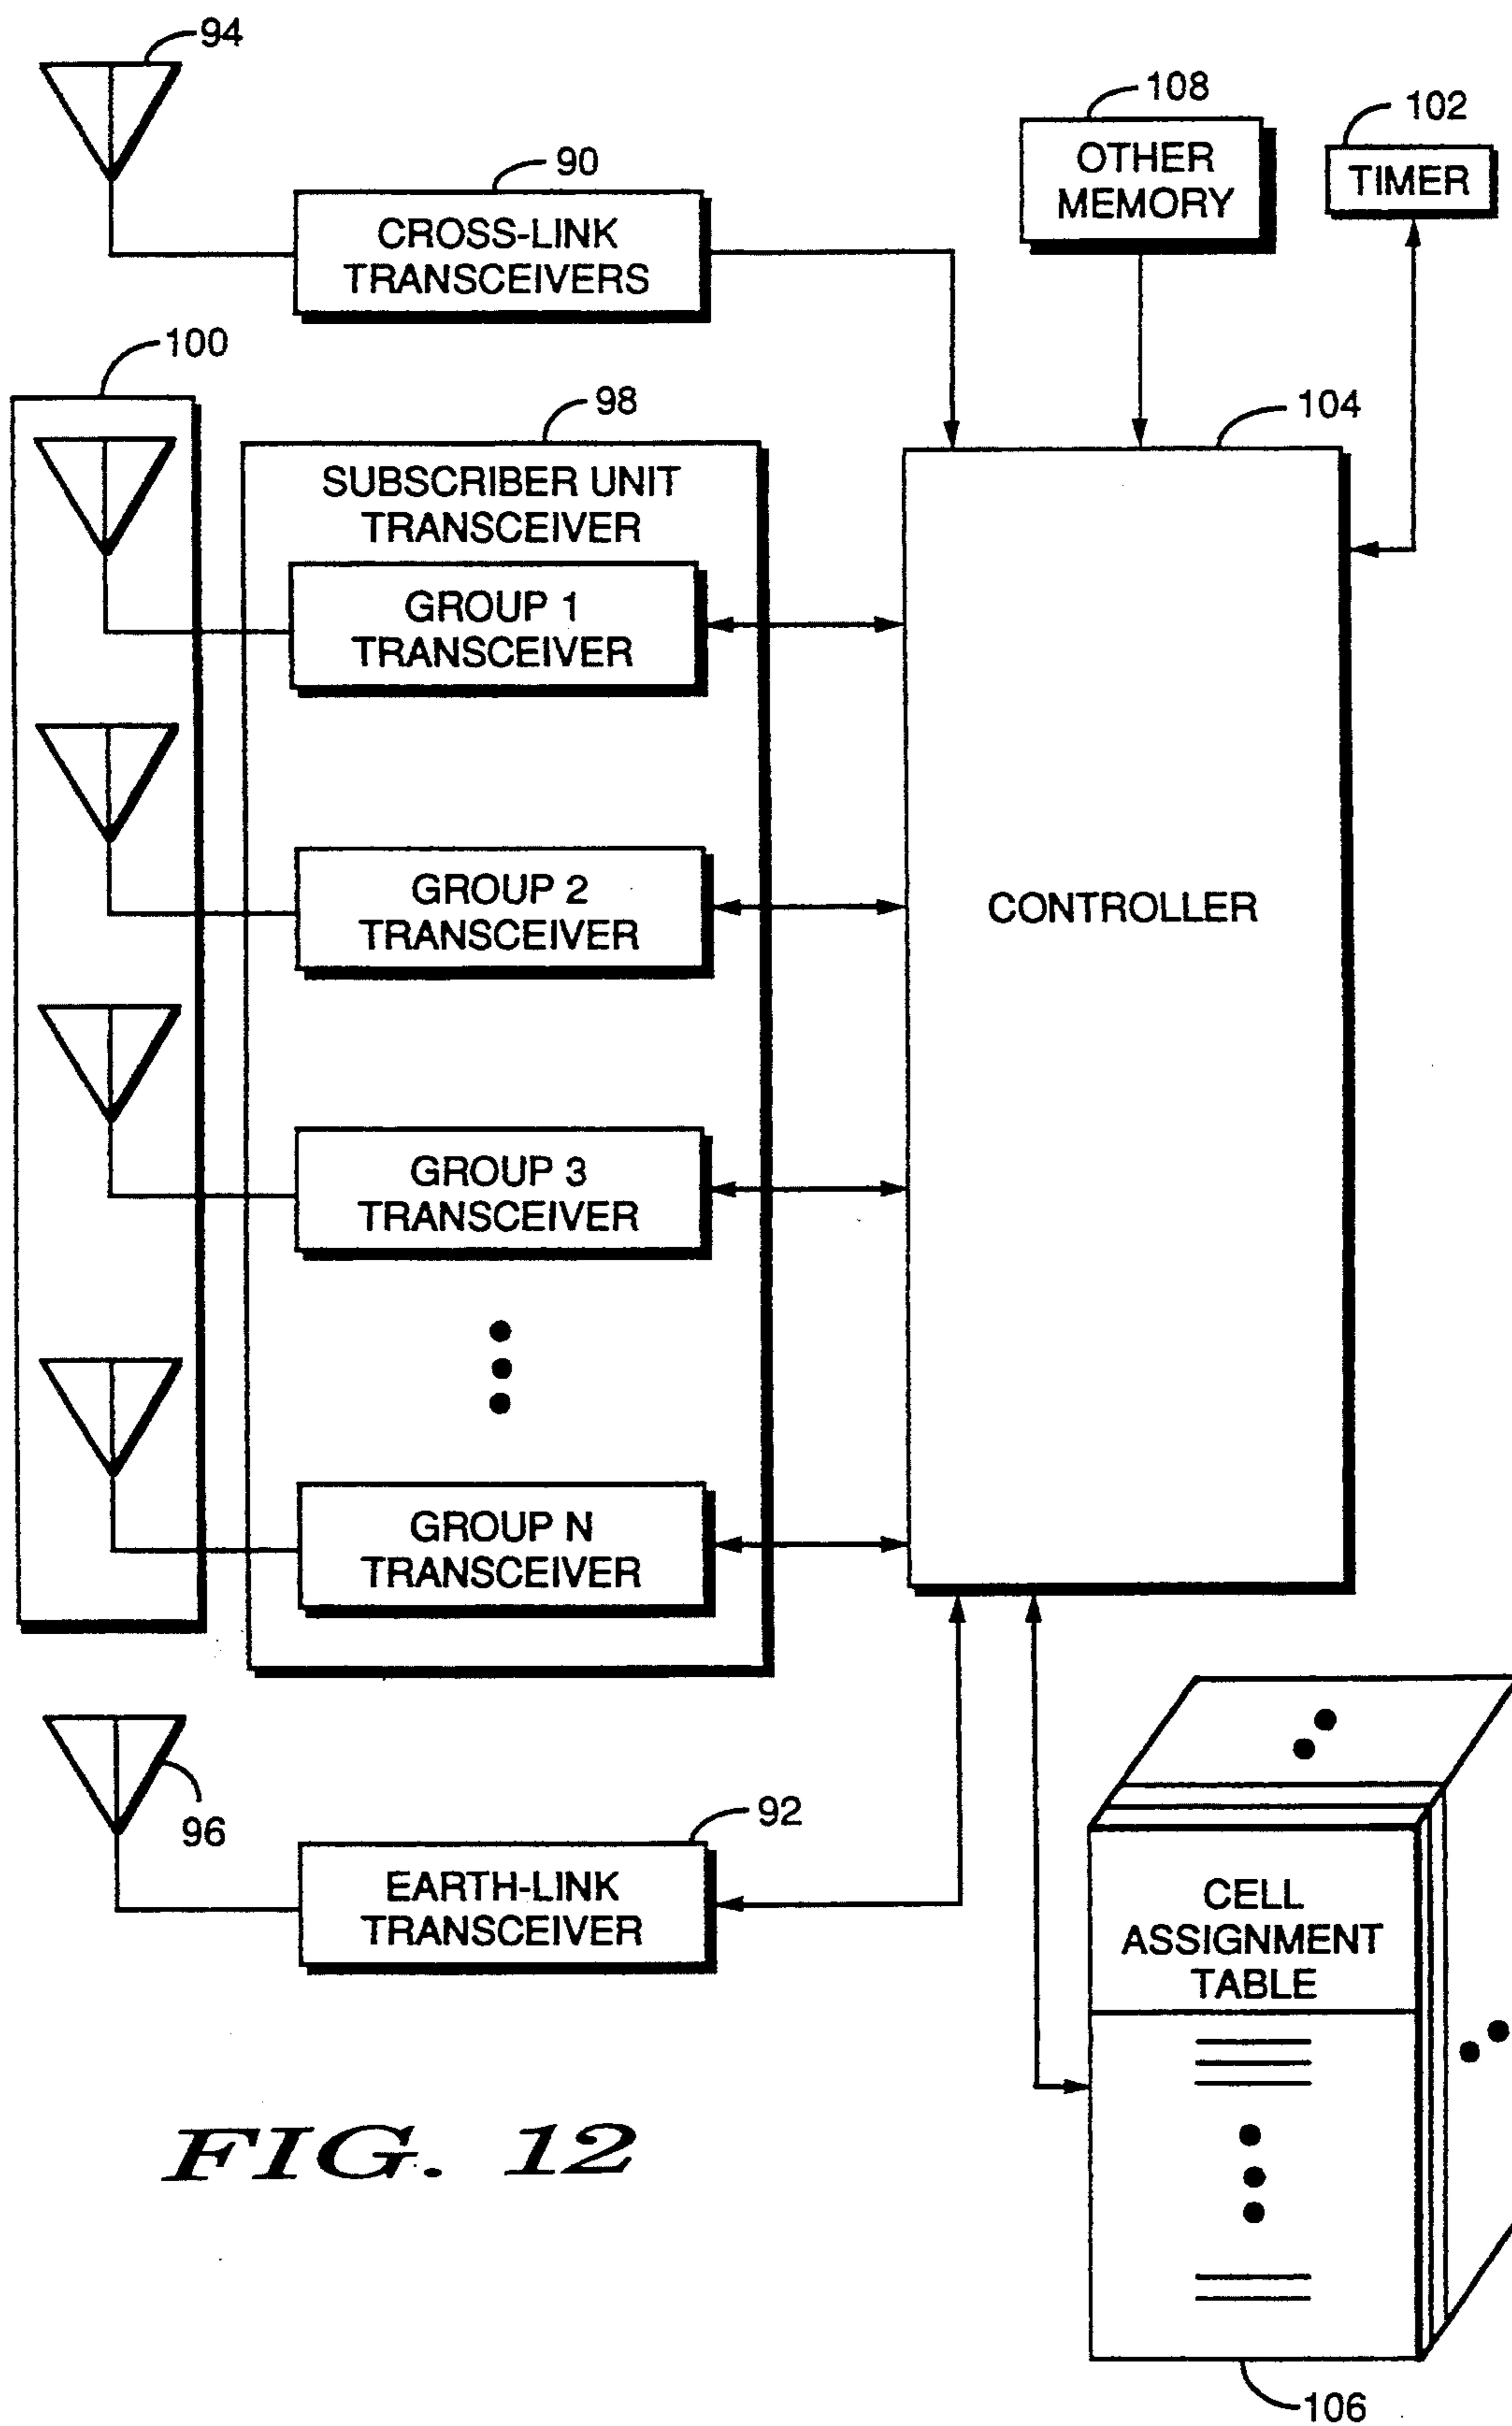 94
108
102
OTHER
MEMORY
TIMER
90
CROSS-LINK
TRANSCEIVERS
100
98
104
SUBSCRIBER UNIT
TRANSCEIVER
GROUP 1
TRANSCEIVER
GROUP 2
TRANSCEIVER
CONTROLLER
GROUP 3
TRANSCEIVER
GROUP N
TRANSCEIVER
96
92
EARTH-LINK
TRANSCEIVER
CELL
ASSIGNMENT
TABLE
FIG. 12
106